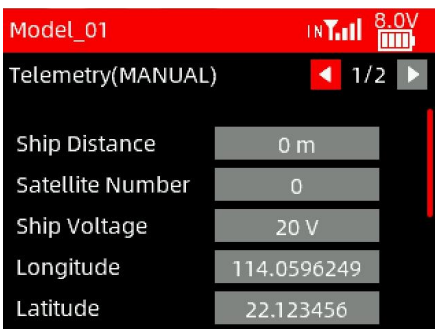 Model_01 IN 8.0V
Telemetry(MANUAL) 1/2
Ship Distance 0 m
Satellite Number 0
Ship Voltage 20 V
Longitude 114.0596249
Latitude 22.123456